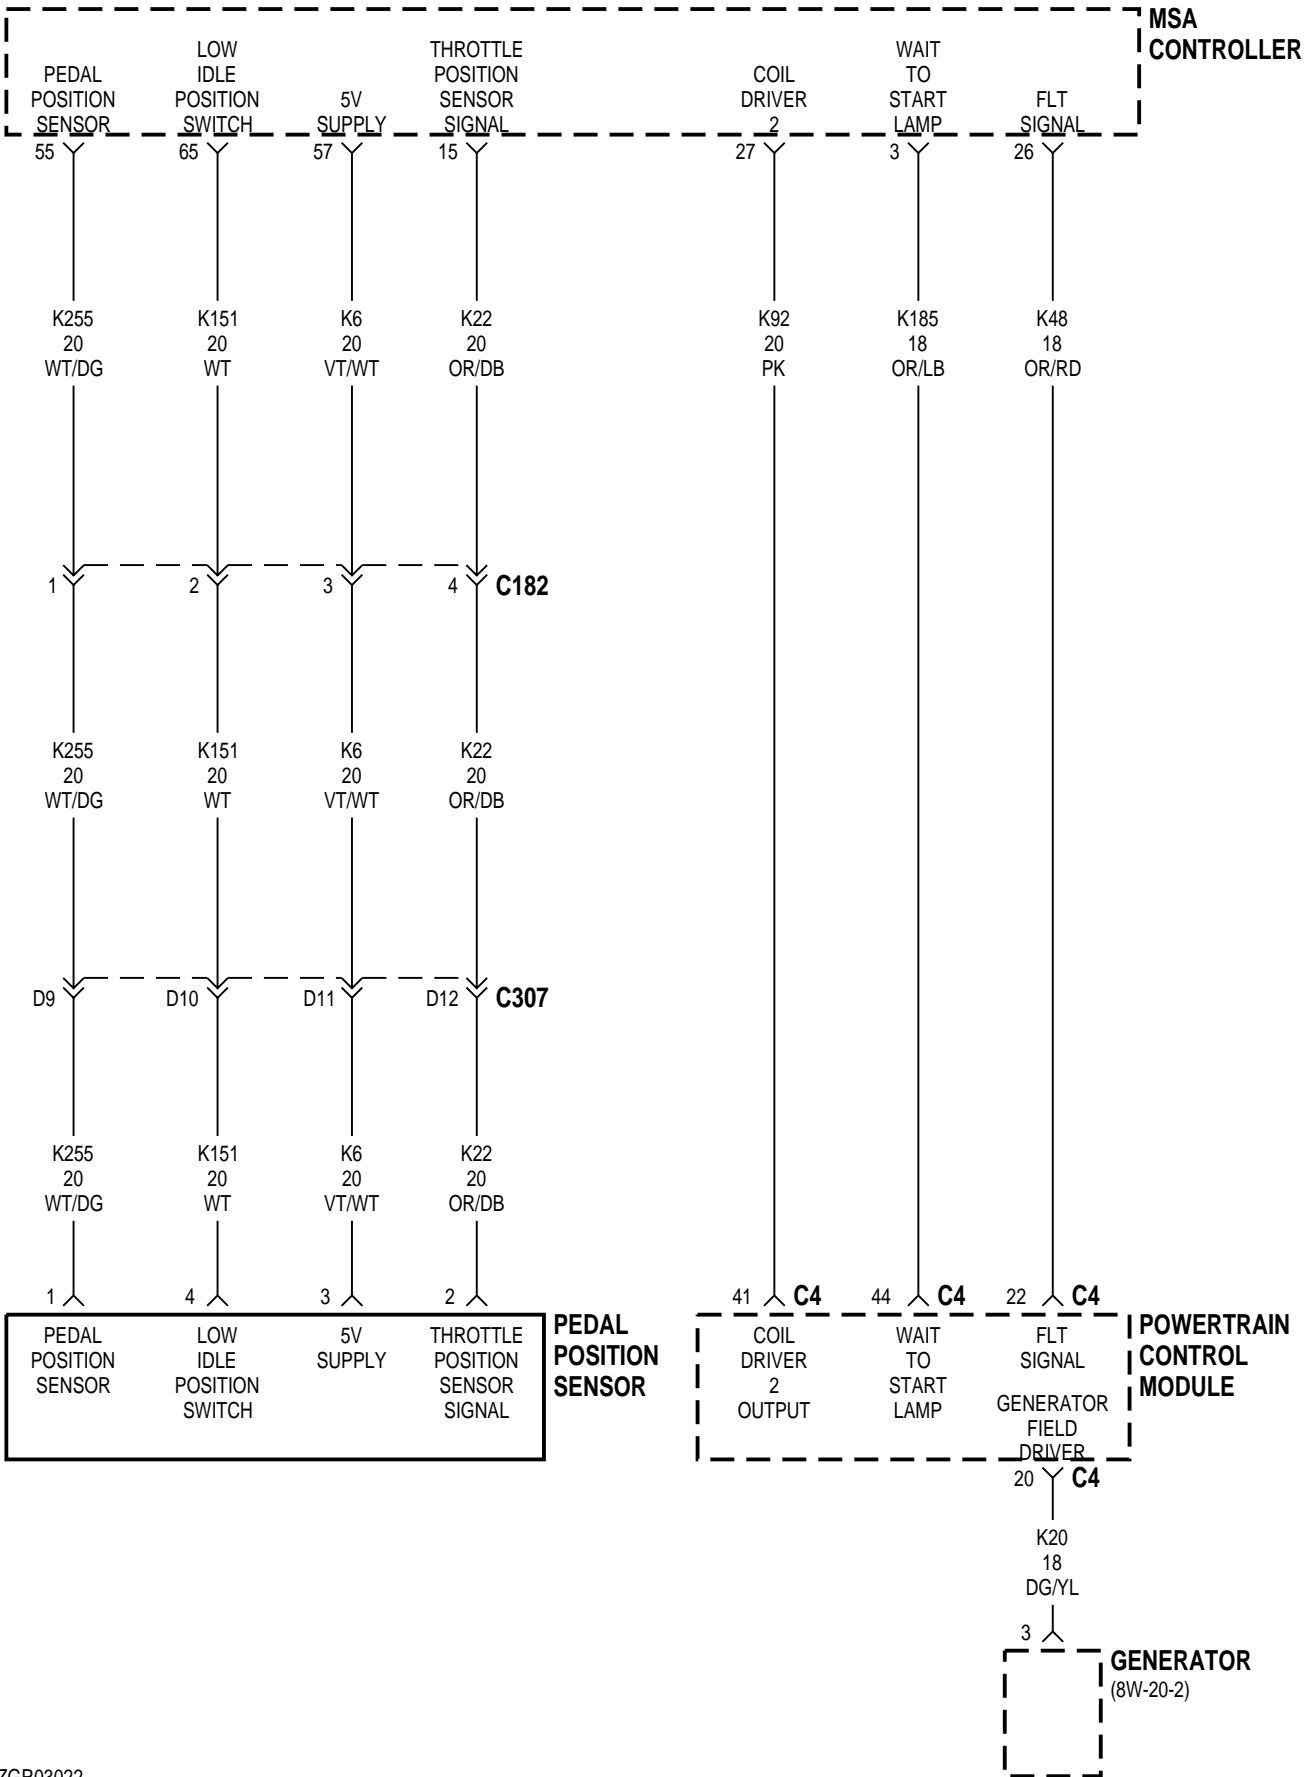 MSA
CONTROLLER
PEDAL
POSITION
SENSOR
LOW
IDLE
POSITION
SWITCH
5V
SUPPLY
THROTTLE
POSITION
SENSOR
SIGNAL
COIL
DRIVER
2
WAIT
TO
START
LAMP
FLT
SIGNAL
55
65
57
15
27
3
26
K255
20
WT/DG
K151
20
WT
K6
20
VT/WT
K22
20
OR/DB
K92
20
PK
K185
18
OR/LB
K48
18
OR/RD
1
2
3
4
C182
K255
20
WT/DG
K151
20
WT
K6
20
VT/WT
K22
20
OR/DB
D9
D10
D11
D12
C307
K255
20
WT/DG
K151
20
WT
K6
20
VT/WT
K22
20
OR/DB
1
4
3
2
41
C4
44
C4
22
C4
PEDAL
POSITION
SENSOR
LOW
IDLE
POSITION
SWITCH
5V
SUPPLY
THROTTLE
POSITION
SENSOR
SIGNAL
PEDAL
POSITION
SENSOR
COIL
DRIVER
2
OUTPUT
WAIT
TO
START
LAMP
FLT
SIGNAL
GENERATOR
FIELD
DRIVER
POWERTRAIN
CONTROL
MODULE
20
C4
K20
18
DG/YL
3
GENERATOR
(8W-20-2)